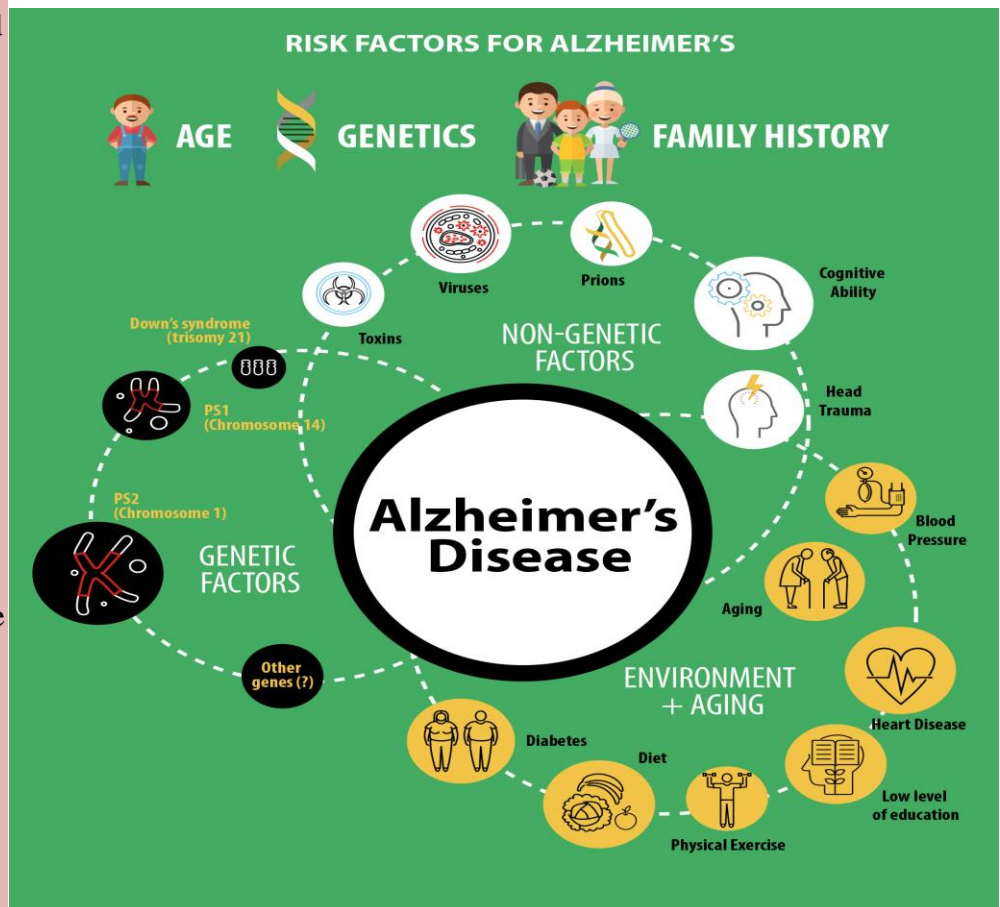 RISK FACTORS FOR ALZHEIMER'S
AGE
GENETICS
FAMILY HISTORY
Viruses
Prions
Cognitive
Ability
Toxins
NON-GENETIC
FACTORS
Down's syndrome
(trisomy 21)
PS1
(Chromosome 14)
Head
Trauma
PS2
(Chromosome 1)
GENETIC
FACTORS
Alzheimer's
Disease
Blood
Pressure
Aging
Other
genes (?)
ENVIRONMENT
+ AGING
Heart Disease
Diabetes
Diet
Low level
of education
Physical Exercise